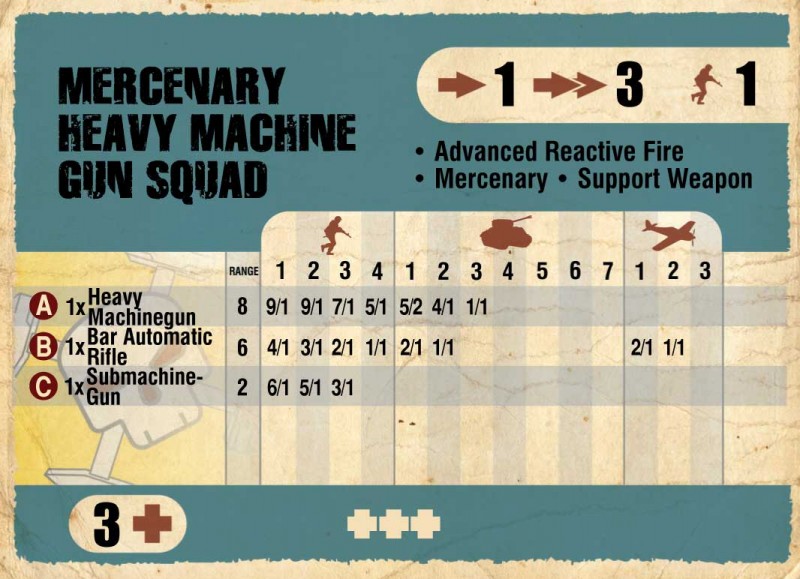 MERCENARY
HEAVY MACHINE
GUN SQUAD
1 3 1
• Advanced Reactive Fire
• Mercenary • Support Weapon
RANGE 1 2 3 4 1 2 3 4 5 6 7 1 2 3
A 1x Heavy Machinegun 8 9/1 9/1 7/1 5/1 5/2 4/1 1/1
B 1x Bar Automatic Rifle 6 4/1 3/1 2/1 1/1 2/1 1/1 2/1 1/1
C 1x Submachine-Gun 2 6/1 5/1 3/1
3